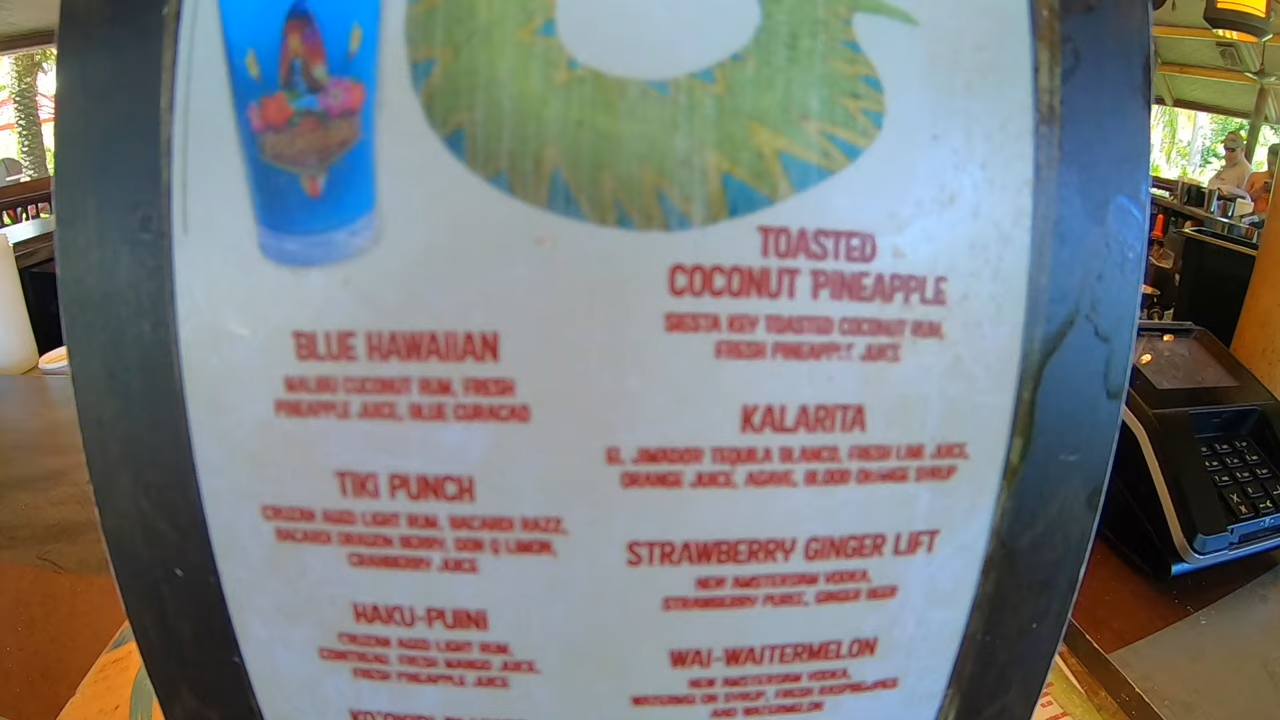 BLUE HAWAIIAN
MALIBU COCONUT RUM, FRESH
PINEAPPLE JUICE, BLUE CURACAO
TIKI PUNCH
CRUZAN AGED LIGHT RUM, BACARDI RAZZ,
BACARDI DRAGON BERRY, DON Q LIMON,
CRANBERRY JUICE
HAKU-PUINI
CRUZAN AGED LIGHT RUM,
COINTREAU, FRESH MANGO JUICE,
FRESH PINEAPPLE JUICE
TOASTED
COCONUT PINEAPPLE
SIESTA KEY TOASTED COCONUT RUM,
FRESH PINEAPPLE JUICE
KALARITA
EL JIMADOR TEQUILA BLANCO, FRESH LIME JUICE,
ORANGE JUICE, AGAVE, BLOOD ORANGE SYRUP
STRAWBERRY GINGER LIFT
NEW AMSTERDAM VODKA,
STRAWBERRY PUREE, GINGER BEER
WAI-WAITERMELON
NEW AMSTERDAM VODKA,
WATERMELON SYRUP, FRESH RASPBERRIES
AND WATERMELON